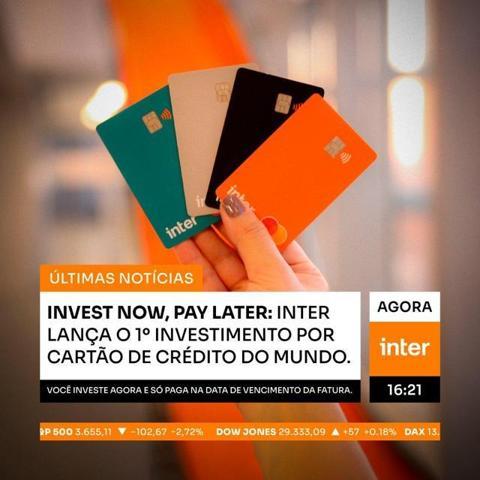 inter
inter
ÚLTIMAS NOTÍCIAS
INVEST NOW, PAY LATER: INTER
LANÇA O 1º INVESTIMENTO POR
CARTÃO DE CRÉDITO DO MUNDO.
VOCÊ INVESTE AGORA E SÓ PAGA NA DATA DE VENCIMENTO DA FATURA.
AGORA
inter
16:21
&P 500 3.655,11 ▼ -102,67 -2,72% DOW JONES 29.333,09 ▲ +57 +0.18% DAX 13.